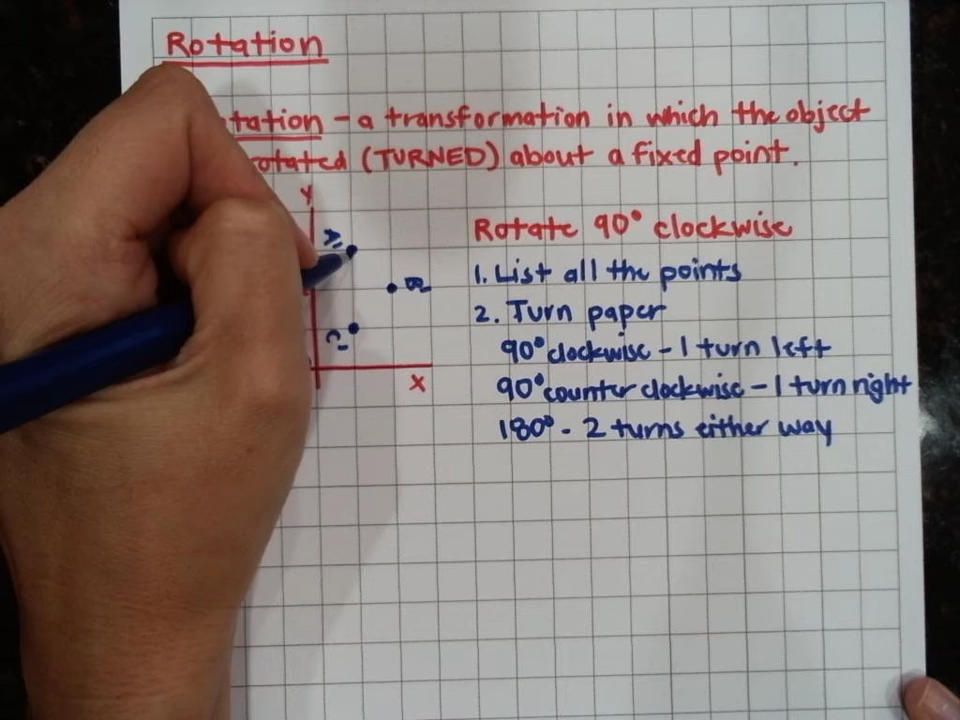 Rotation
tation - a transformation in which the object
otated (TURNED) about a fixed point.
Y
A'
B'
C'
X
Rotate 90° clockwise
1. List all the points
2. Turn paper
90° clockwise - 1 turn left
90° counter clockwise - 1 turn right
180° - 2 turns either way